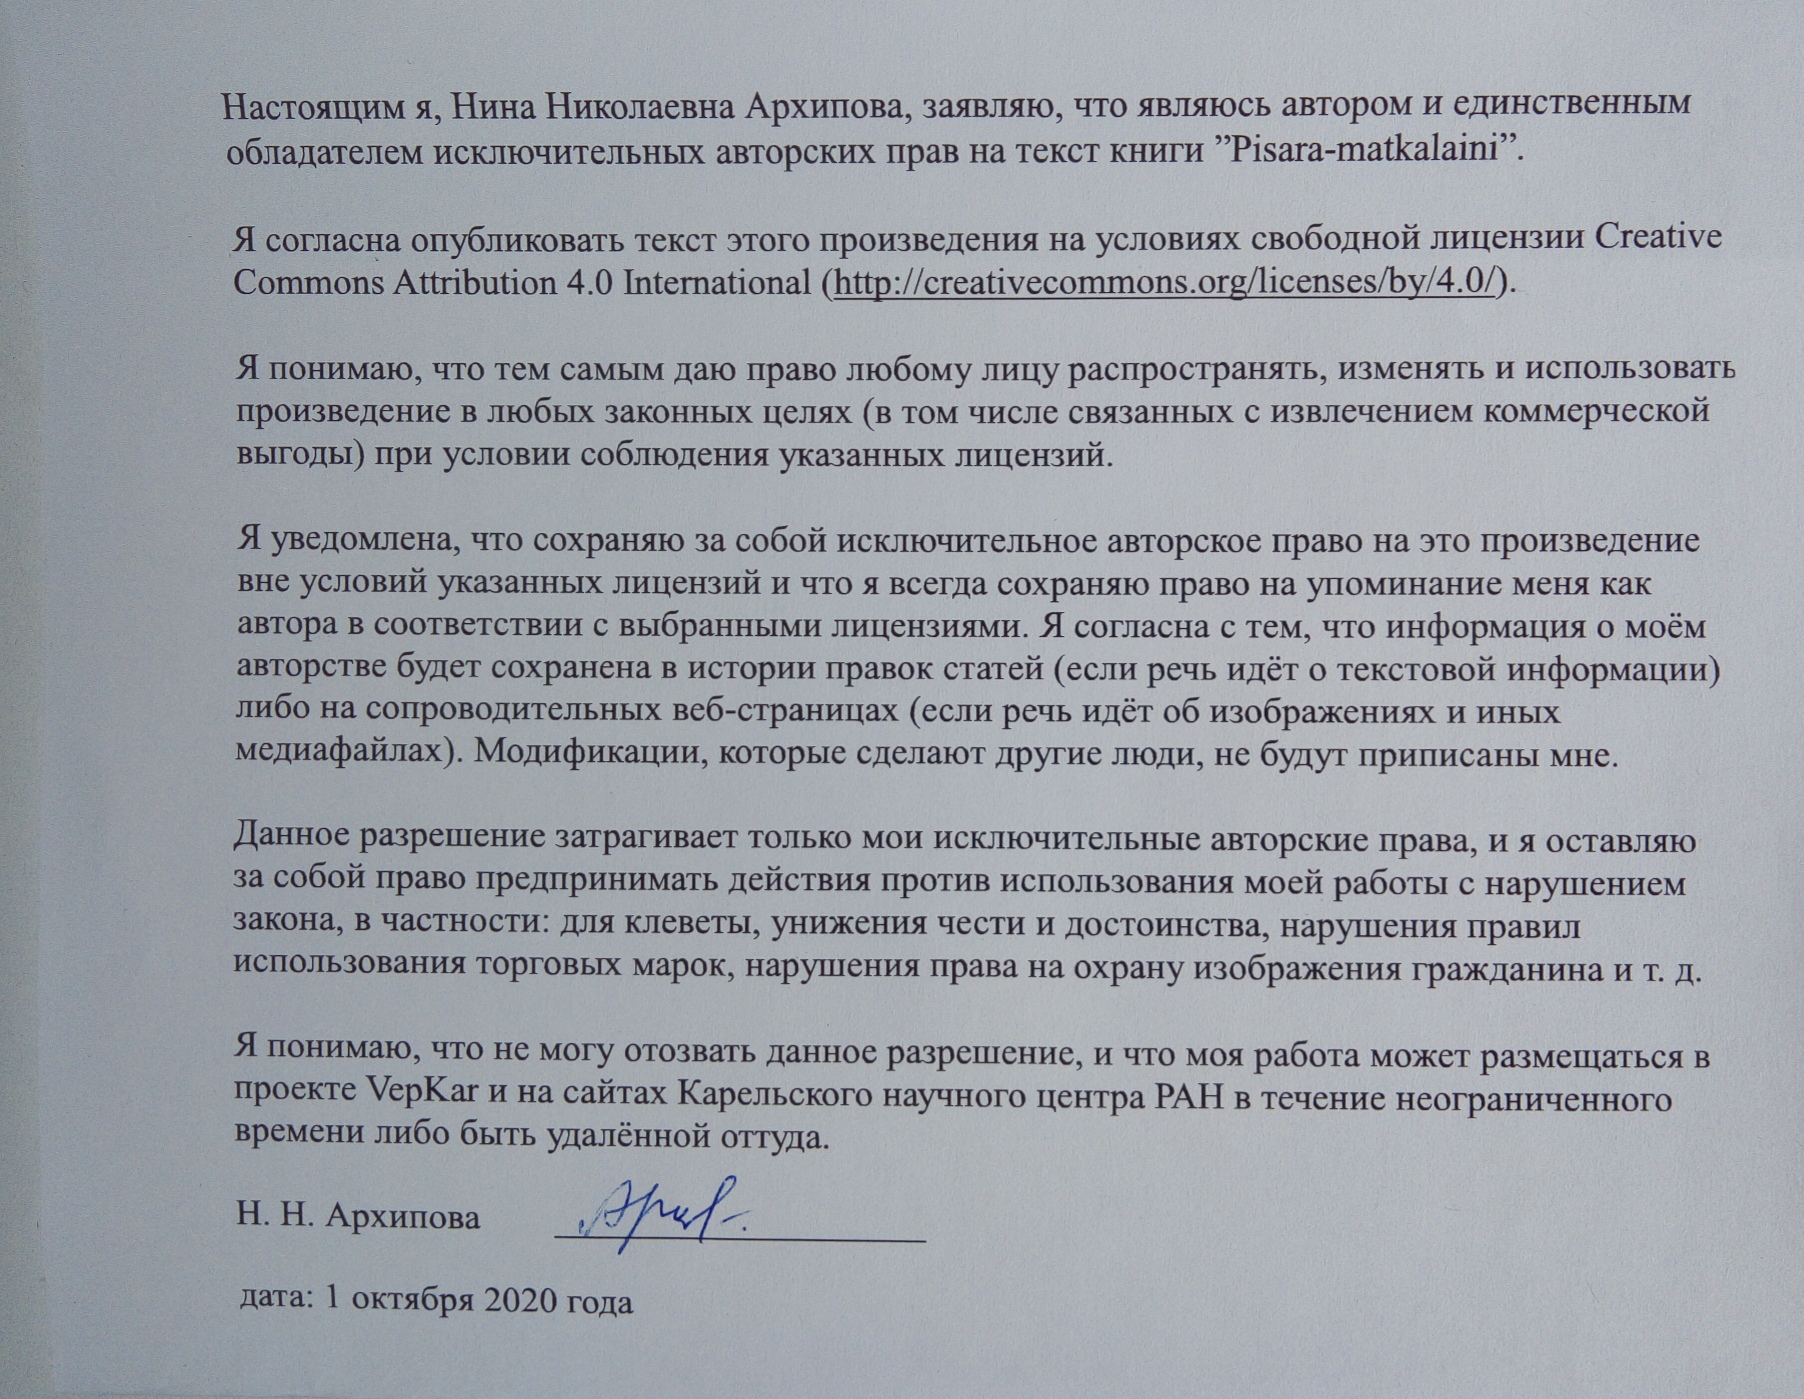 Настоящим я, Нина Николаевна Архипова, заявляю, что являюсь автором и единственным
обладателем исключительных авторских прав на текст книги ”Pisara-matkalaini”.
Я согласна опубликовать текст этого произведения на условиях свободной лицензии Creative
Commons Attribution 4.0 International (http://creativecommons.org/licenses/by/4.0/).
Я понимаю, что тем самым даю право любому лицу распространять, изменять и использовать
произведение в любых законных целях (в том числе связанных с извлечением коммерческой
выгоды) при условии соблюдения указанных лицензий.
Я уведомлена, что сохраняю за собой исключительное авторское право на это произведение
вне условий указанных лицензий и что я всегда сохраняю право на упоминание меня как
автора в соответствии с выбранными лицензиями. Я согласна с тем, что информация о моём
авторстве будет сохранена в истории правок статей (если речь идёт о текстовой информации)
либо на сопроводительных веб-страницах (если речь идёт об изображениях и иных
медиафайлах). Модификации, которые сделают другие люди, не будут приписаны мне.
Данное разрешение затрагивает только мои исключительные авторские права, и я оставляю
за собой право предпринимать действия против использования моей работы с нарушением
закона, в частности: для клеветы, унижения чести и достоинства, нарушения правил
использования торговых марок, нарушения права на охрану изображения гражданина и т. д.
Я понимаю, что не могу отозвать данное разрешение, и что моя работа может размещаться в
проекте VepKar и на сайтах Карельского научного центра РАН в течение неограниченного
времени либо быть удалённой оттуда.
Н. Н. Архипова
дата: 1 октября 2020 года